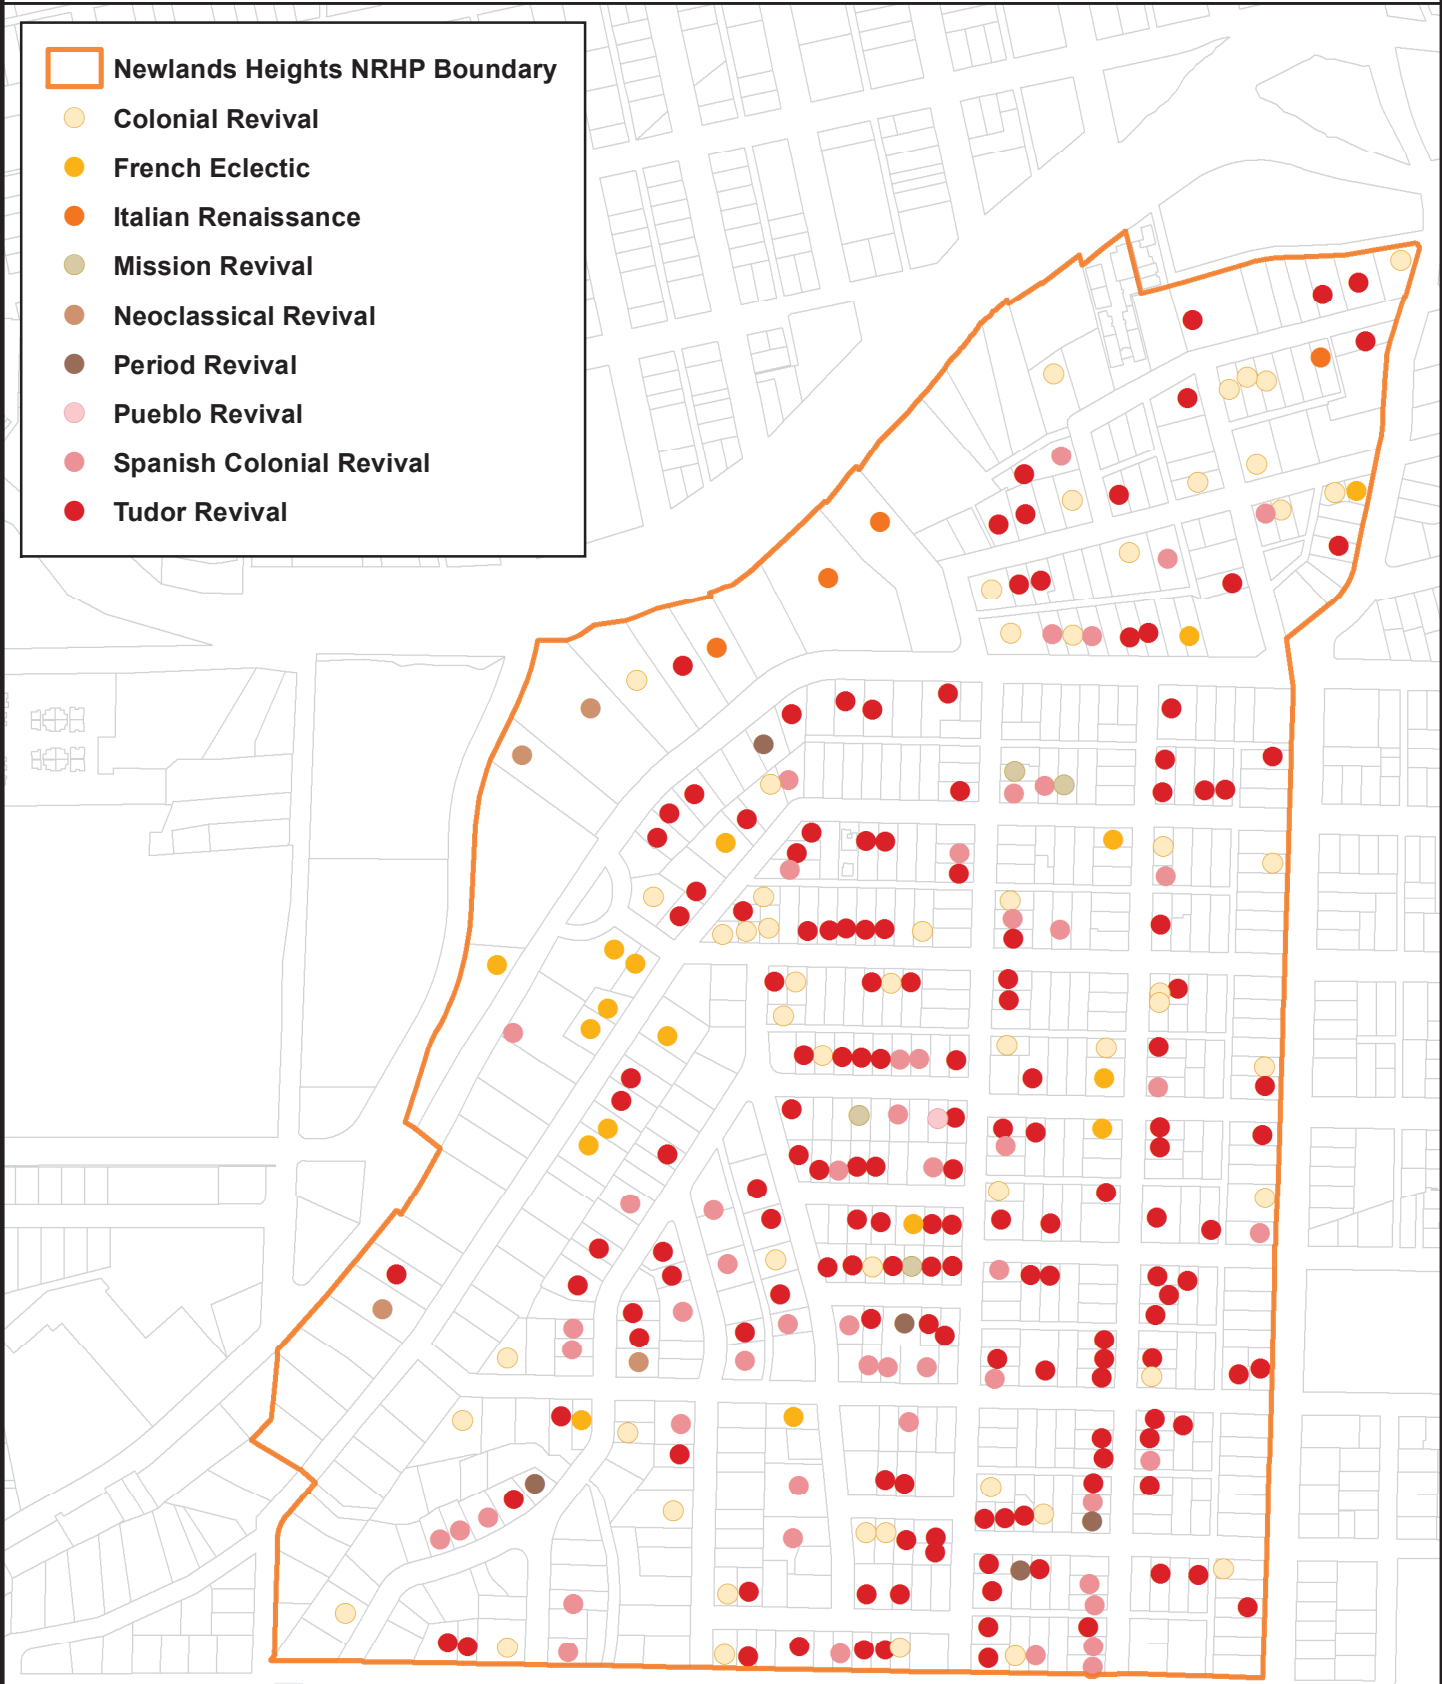 Newlands Heights NRHP Boundary
Colonial Revival
French Eclectic
Italian Renaissance
Mission Revival
Neoclassical Revival
Period Revival
Pueblo Revival
Spanish Colonial Revival
Tudor Revival